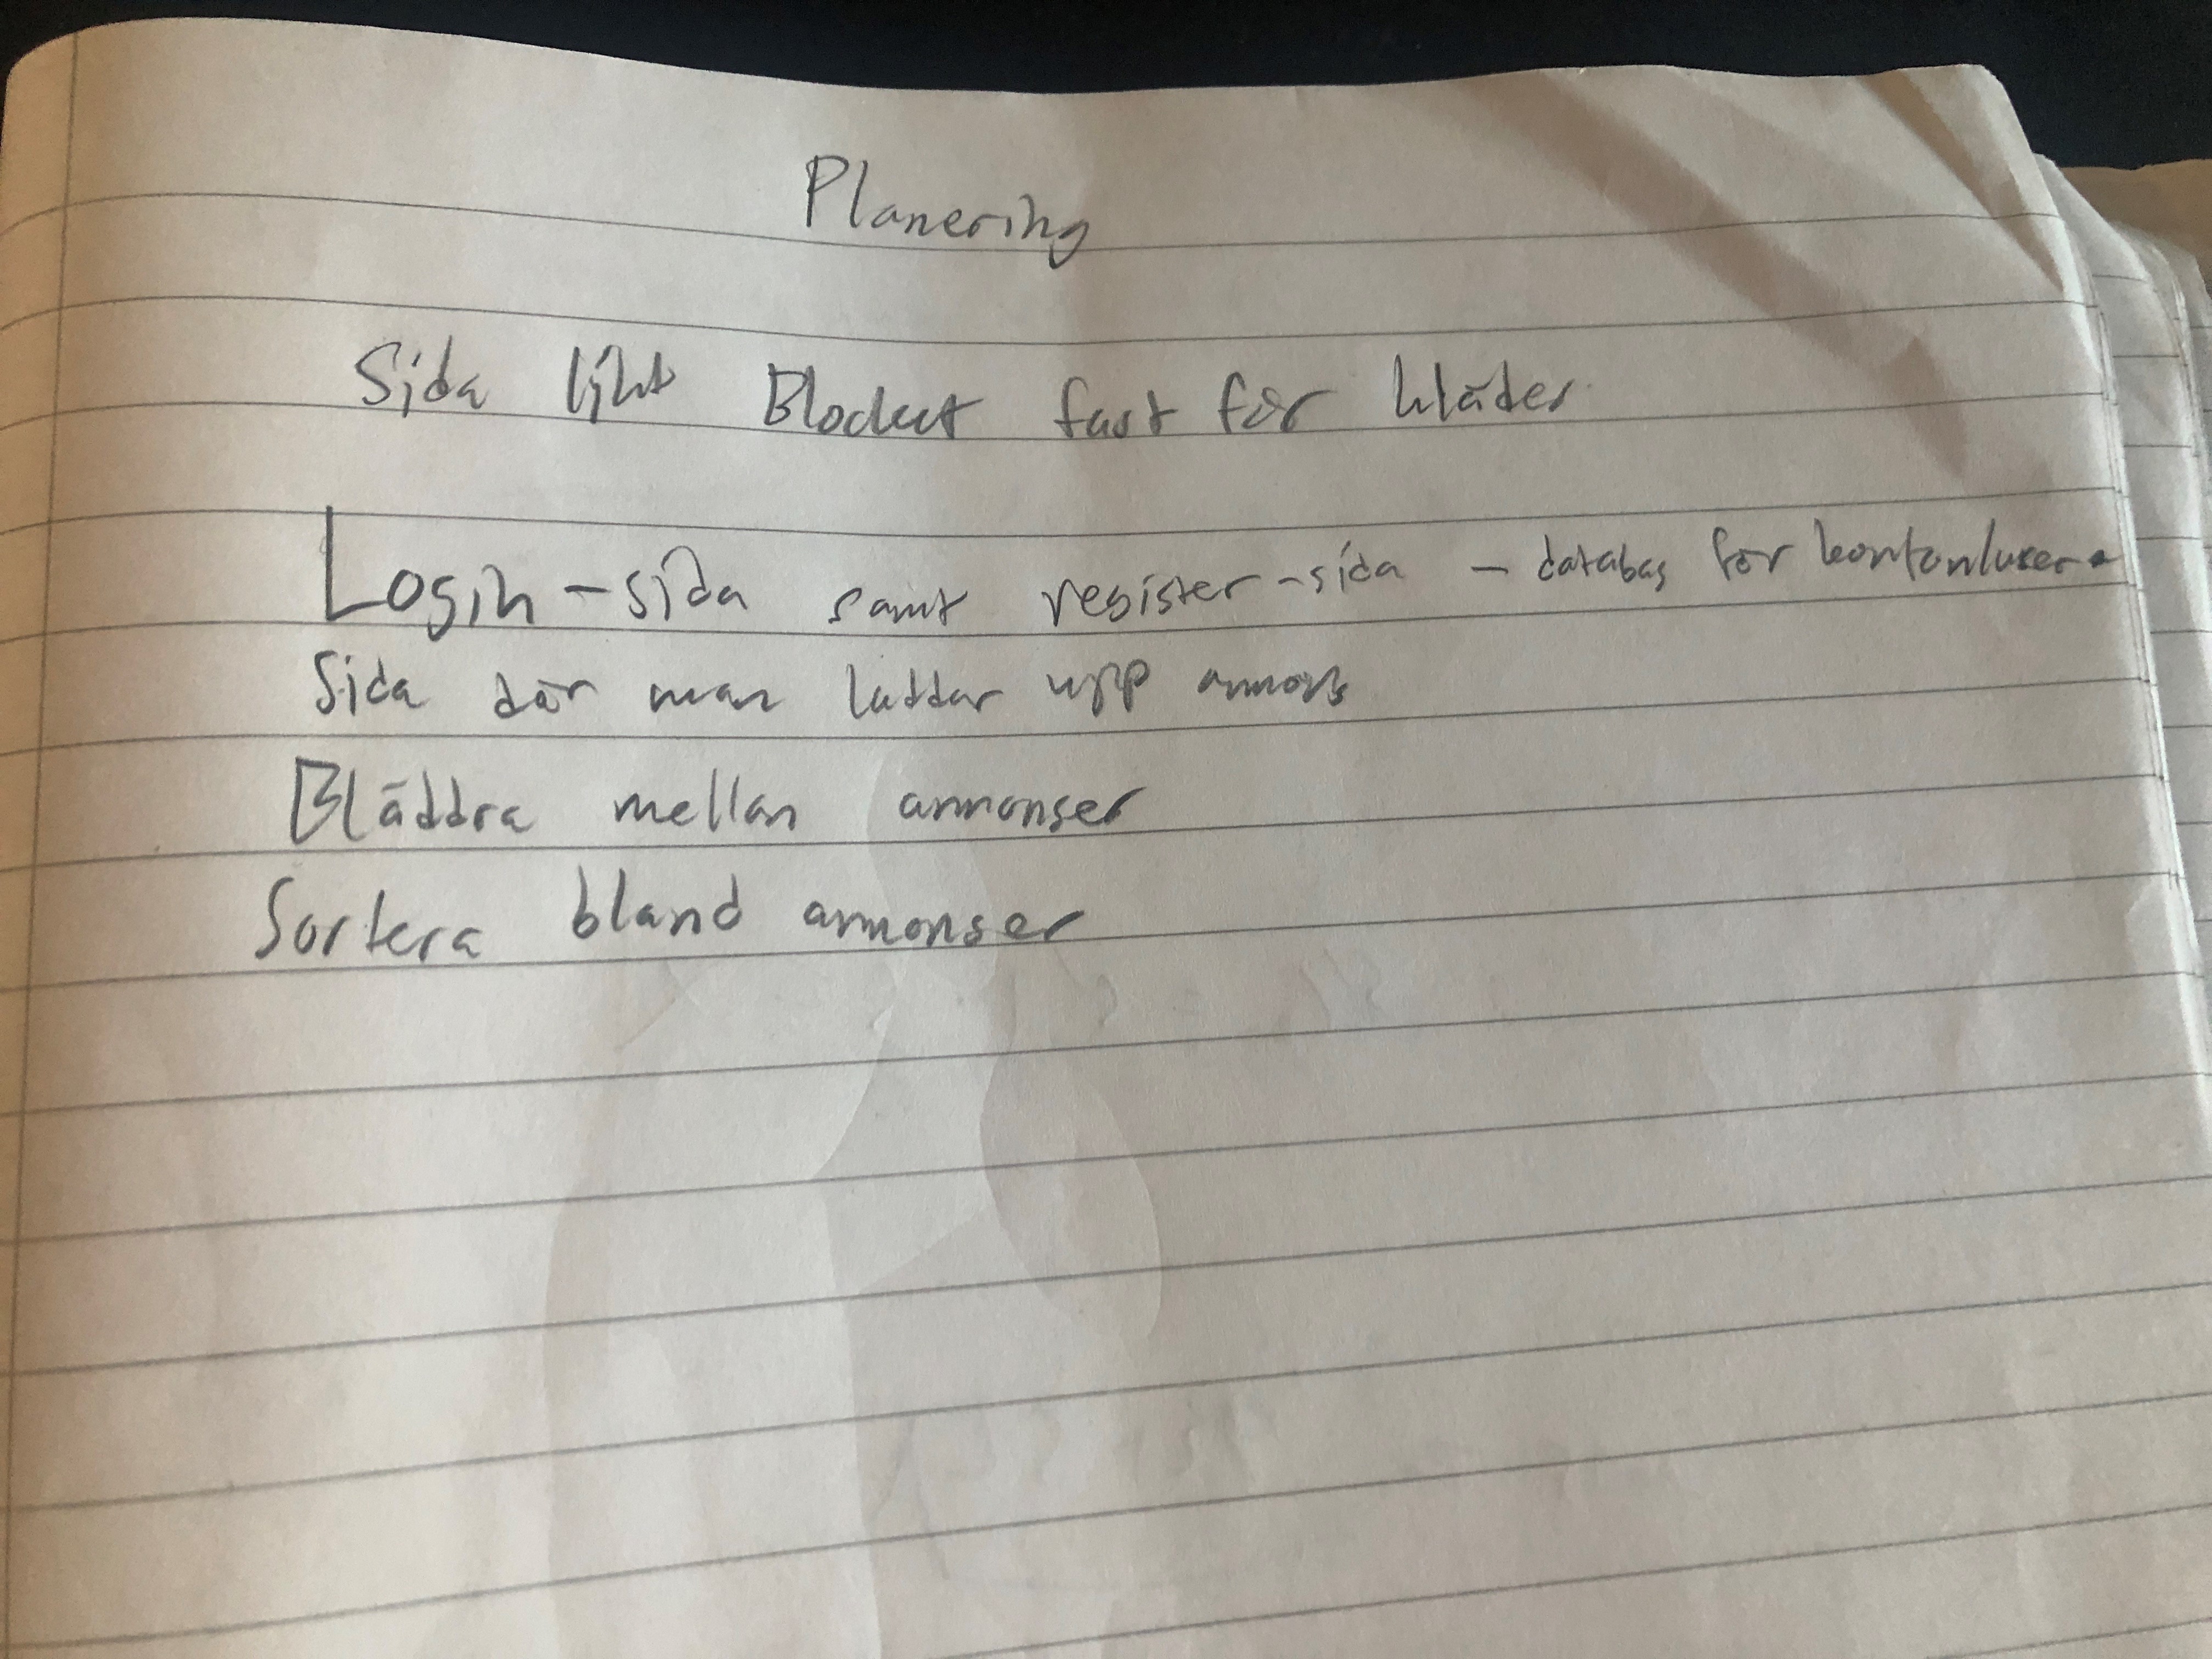 Planering
Sida likt Blocket fast för kläder
Login-sida samt register-sida - databas för
Sida där man laddar upp annons
Bläddra mellan annonser
Sortera bland annonser